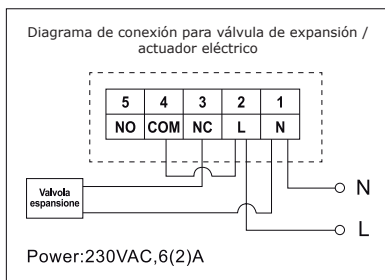 Diagrama de conexión para válvula de expansión /
actuador eléctrico
5 4 3 2 1
NO COM NC L N
Valvola
espansione
N
L
Power:230VAC,6(2)A